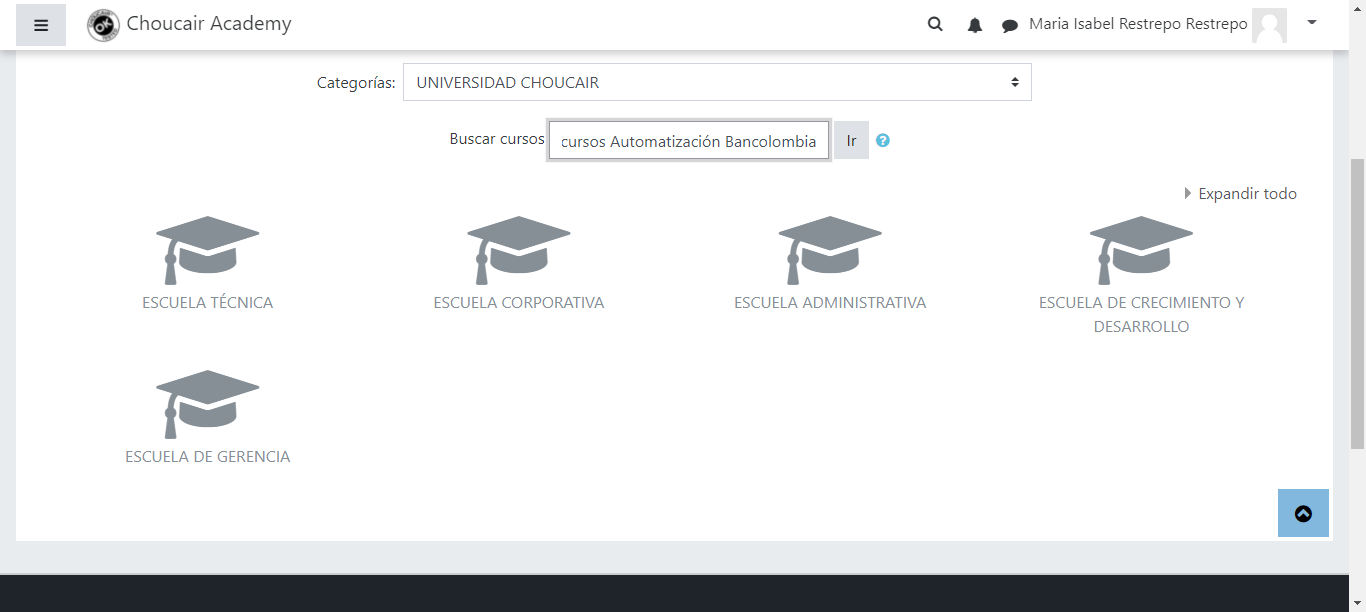 Choucair Academy
Maria Isabel Restrepo Restrepo
Categorías: UNIVERSIDAD CHOUCAIR
Buscar cursos cursos Automatización Bancolombia Ir
Expandir todo
ESCUELA TÉCNICA
ESCUELA CORPORATIVA
ESCUELA ADMINISTRATIVA
ESCUELA DE CRECIMIENTO Y
DESARROLLO
ESCUELA DE GERENCIA